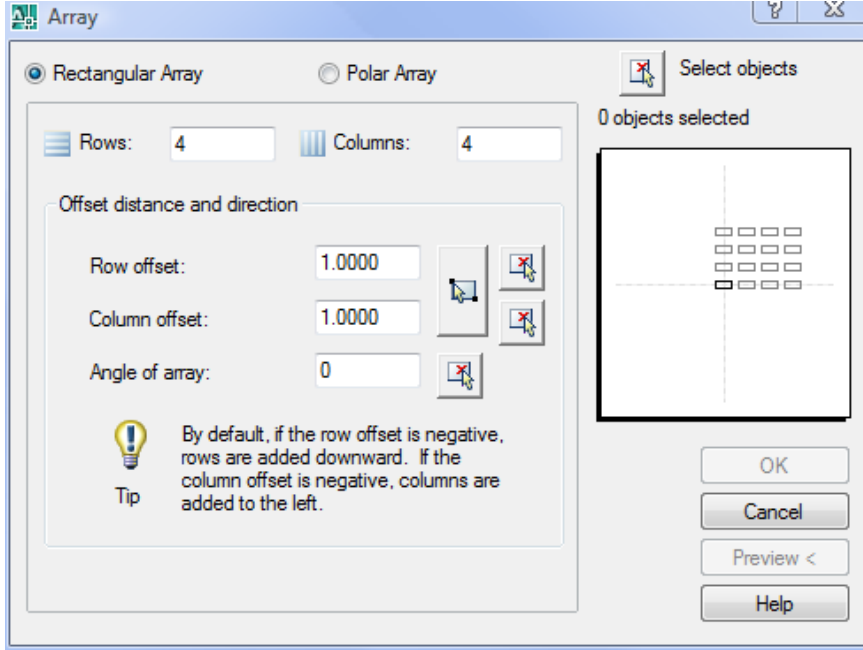 Array
Rectangular Array
Polar Array
Select objects
0 objects selected
Rows: 4
Columns: 4
Offset distance and direction
Row offset: 1.0000
Column offset: 1.0000
Angle of array: 0
Tip
By default, if the row offset is negative,
rows are added downward. If the
column offset is negative, columns are
added to the left.
OK
Cancel
Preview <
Help